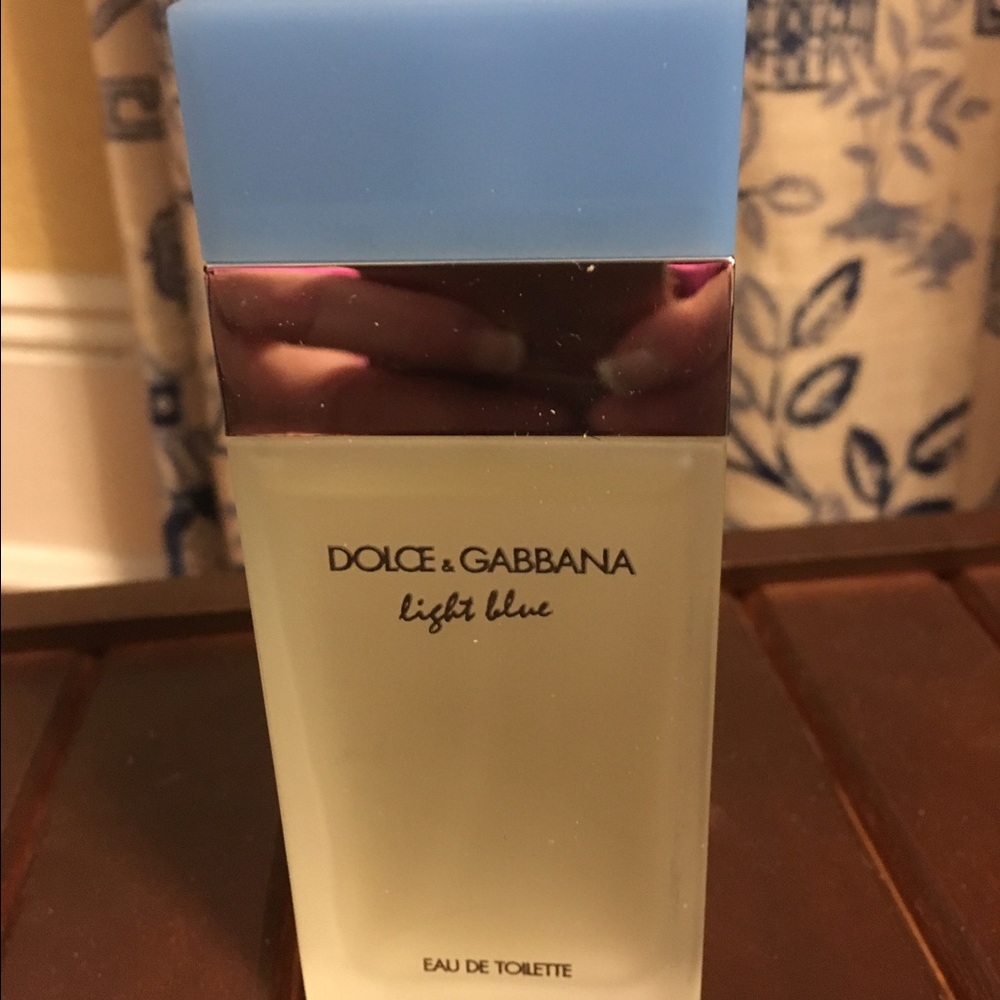 DOLCE & GABBANA
light blue
EAU DE TOILETTE